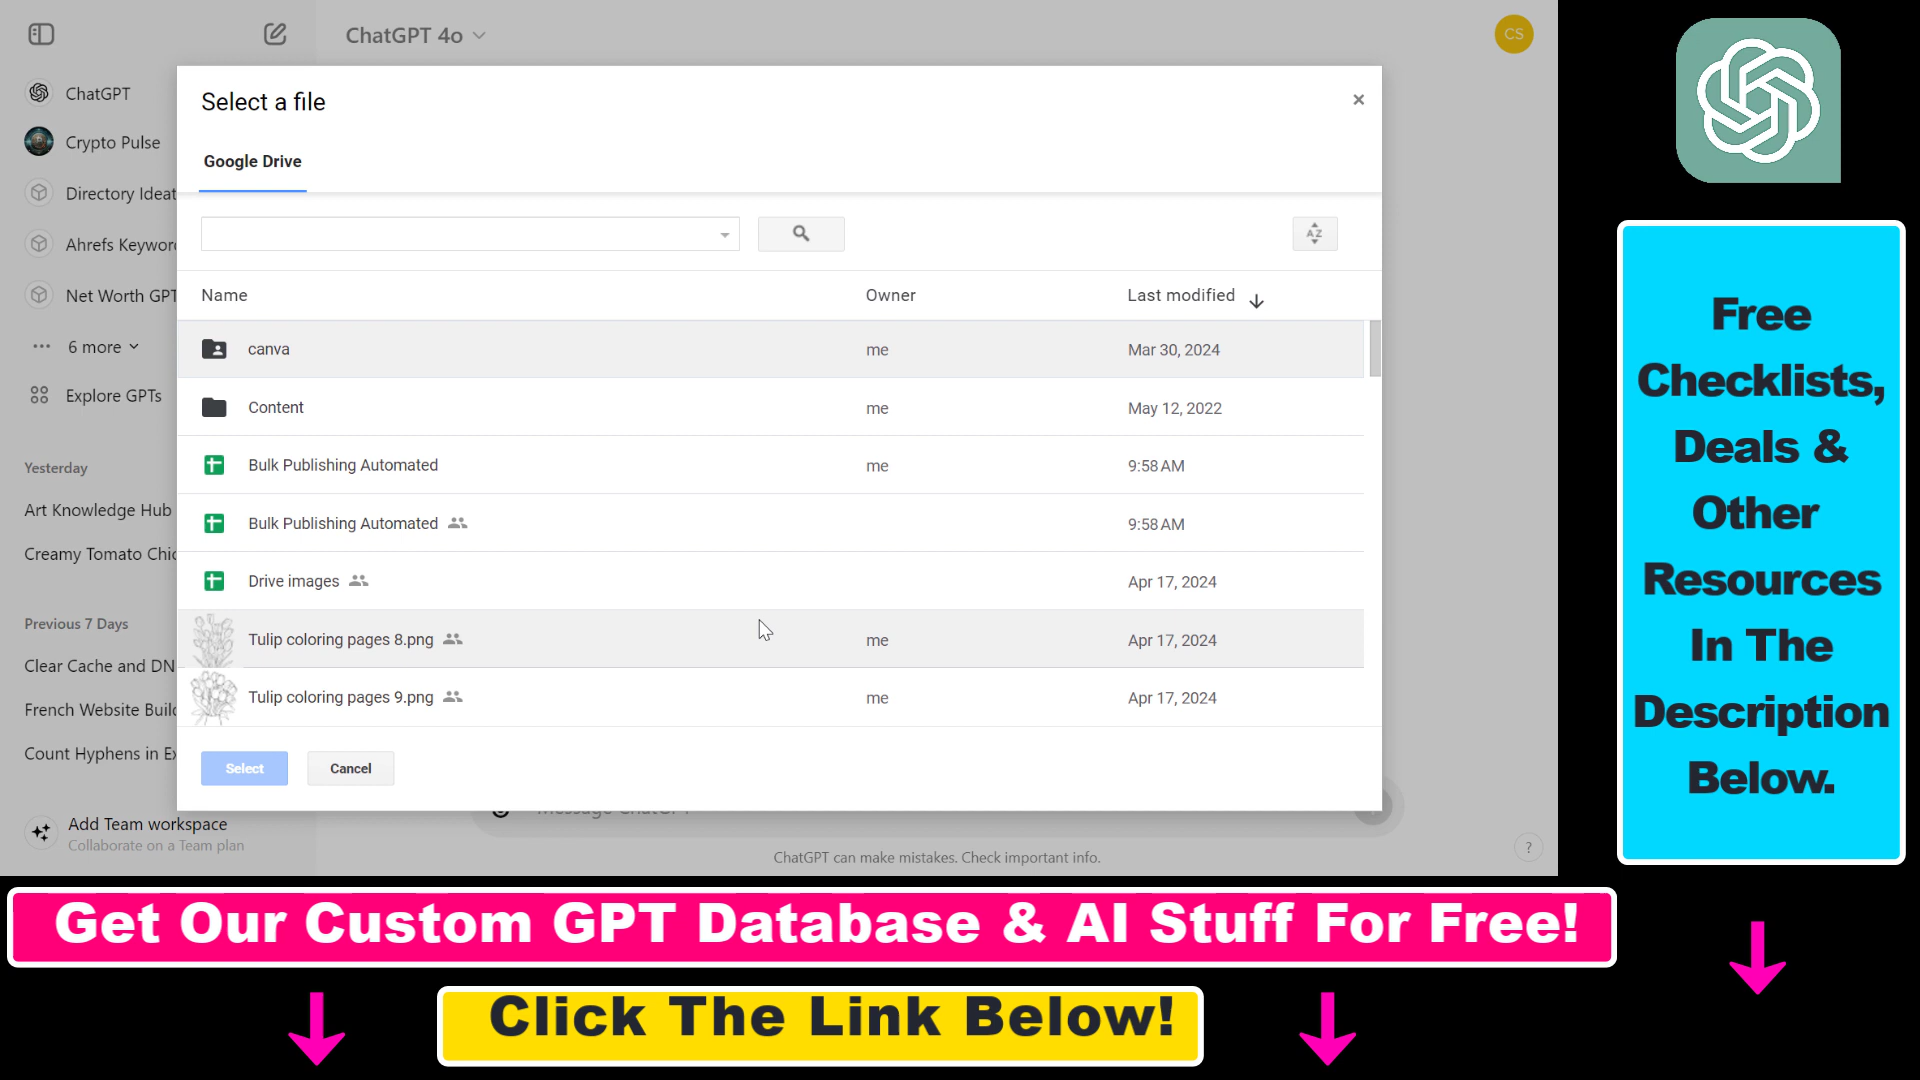 ChatGPT 4o
CS
ChatGPT
Crypto Pulse
Directory Ideat
Ahrefs Keywor
Net Worth GPT
6 more
Explore GPTs
Yesterday
Art Knowledge Hub
Creamy Tomato Chic
Previous 7 Days
Clear Cache and DN
French Website Build
Count Hyphens in Ex
Add Team workspace
Collaborate on a Team plan
Select a file
×
Google Drive
AZ
Name Owner Last modified
canva me Mar 30, 2024
Content me May 12, 2022
Bulk Publishing Automated me 9:58 AM
Bulk Publishing Automated 9:58 AM
Drive images Apr 17, 2024
Tulip coloring pages 8.png me Apr 17, 2024
Tulip coloring pages 9.png me Apr 17, 2024
Select Cancel
Message ChatGPT
ChatGPT can make mistakes. Check important info.
?
Free
Checklists,
Deals &
Other
Resources
In The
Description
Below.
Get Our Custom GPT Database & AI Stuff For Free!
Click The Link Below!